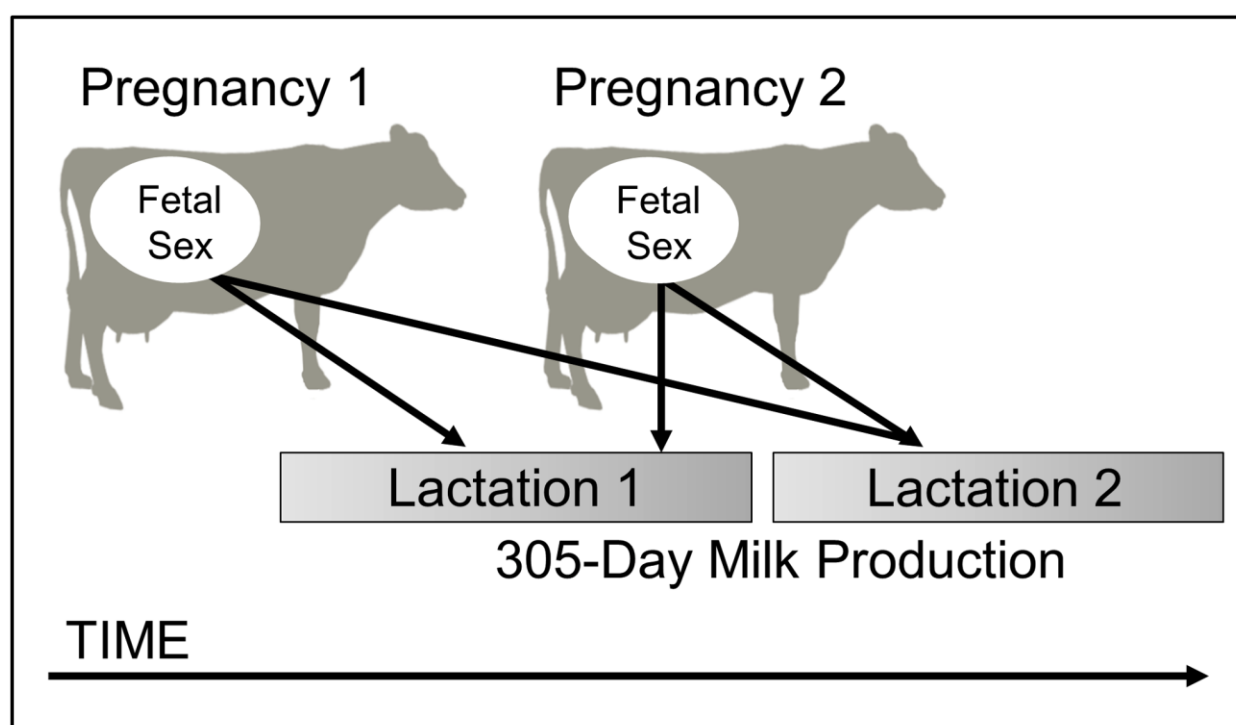 Pregnancy 1
Pregnancy 2
Fetal
Sex
Fetal
Sex
Lactation 1
Lactation 2
305-Day Milk Production
TIME